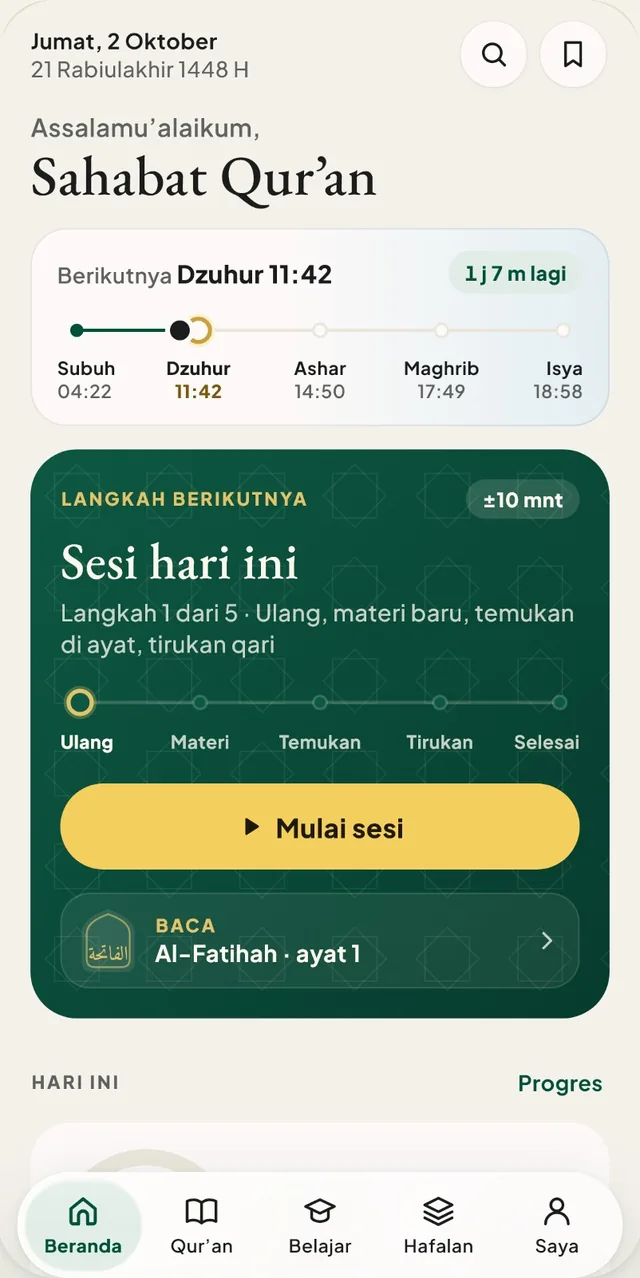 Jumat, 2 Oktober
21 Rabiulakhir 1448 H
Assalamu’alaikum,
Sahabat Qur’an
Berikutnya Dzuhur 11:42
1 j 7 m lagi
Subuh Dzuhur Ashar Maghrib Isya
04:22 11:42 14:50 17:49 18:58
LANGKAH BERIKUTNYA
±10 mnt
Sesi hari ini
Langkah 1 dari 5 · Ulang, materi baru, temukan
di ayat, tirukan qari
Ulang Materi Temukan Tirukan Selesai
Mulai sesi
الفاتحة
BACA
Al-Fatihah · ayat 1
HARI INI
Progres
Beranda Qur’an Belajar Hafalan Saya